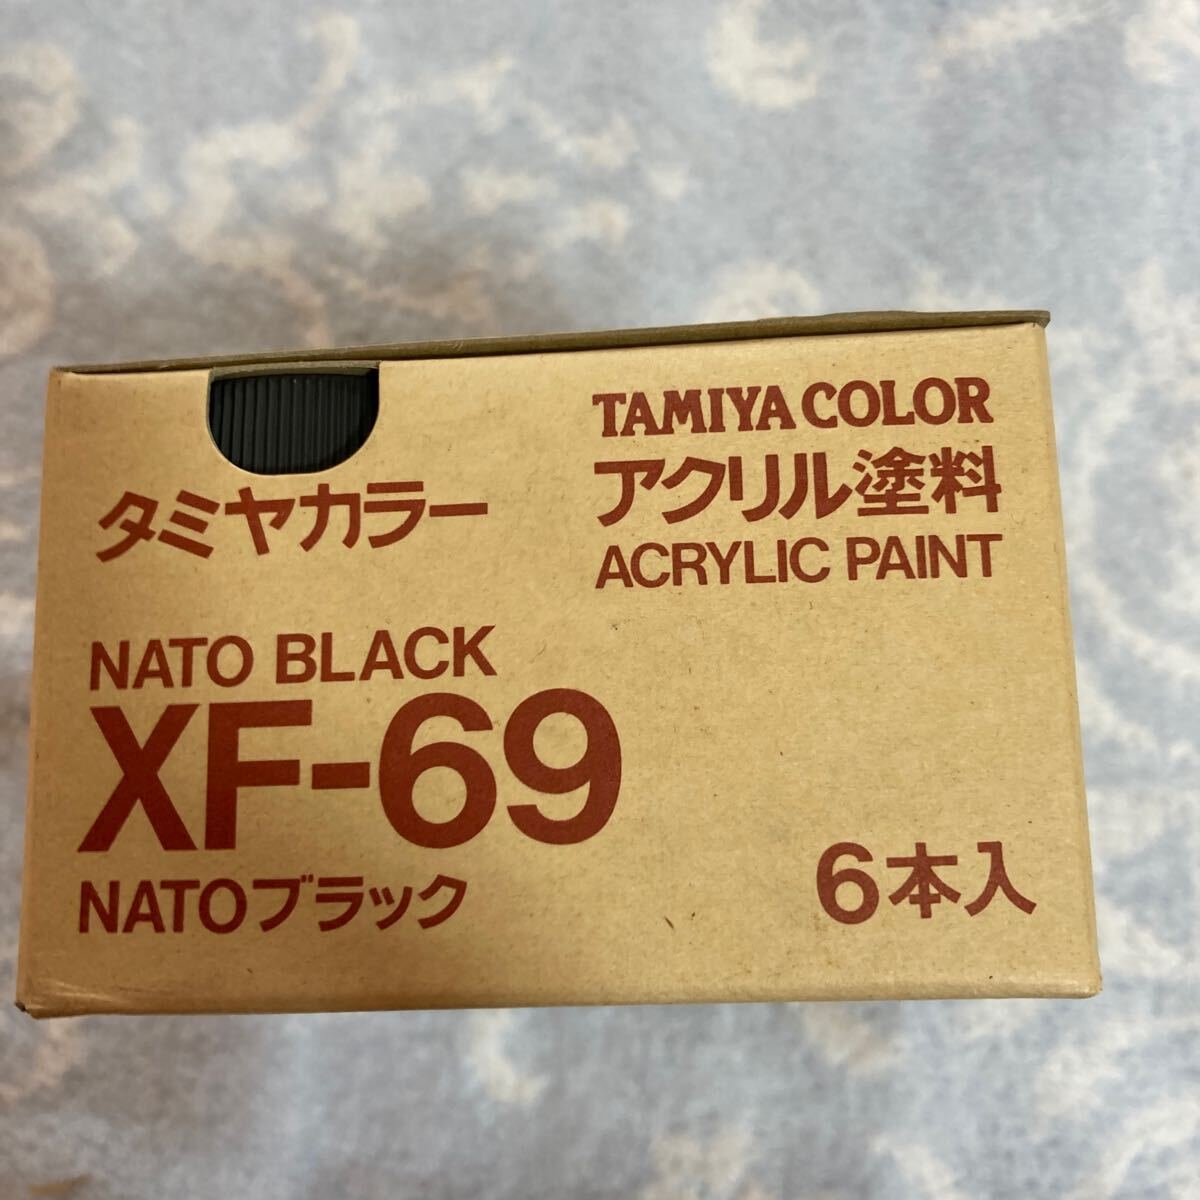 タミヤカラー
TAMIYA COLOR
アクリル塗料
ACRYLIC PAINT
NATO BLACK
XF-69
NATOブラック
6本入